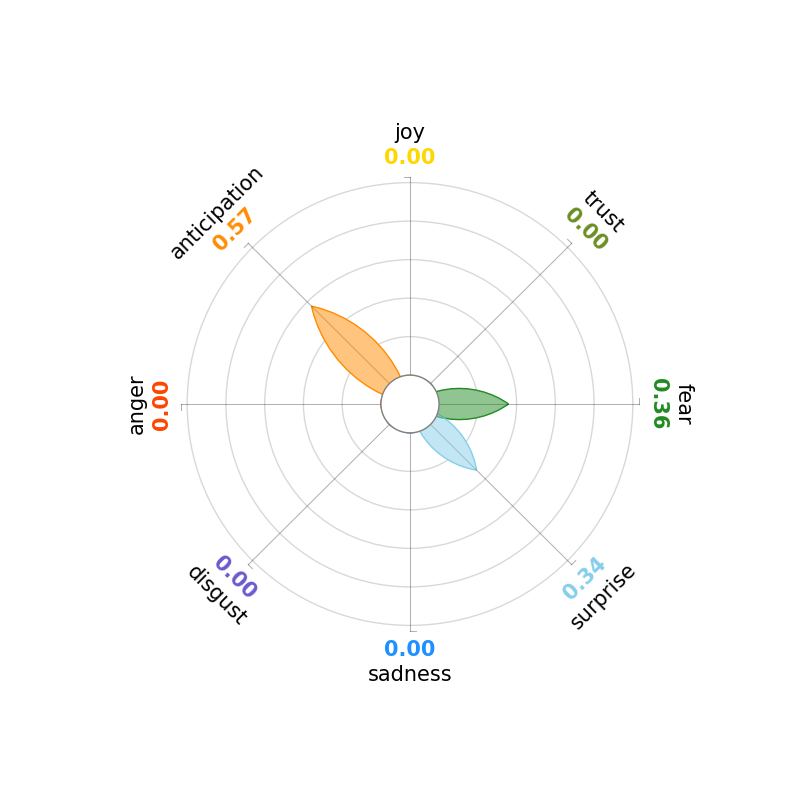 joy
0.00
trust
0.00
fear
0.36
surprise
0.34
sadness
0.00
disgust
0.00
anger
0.00
anticipation
0.57